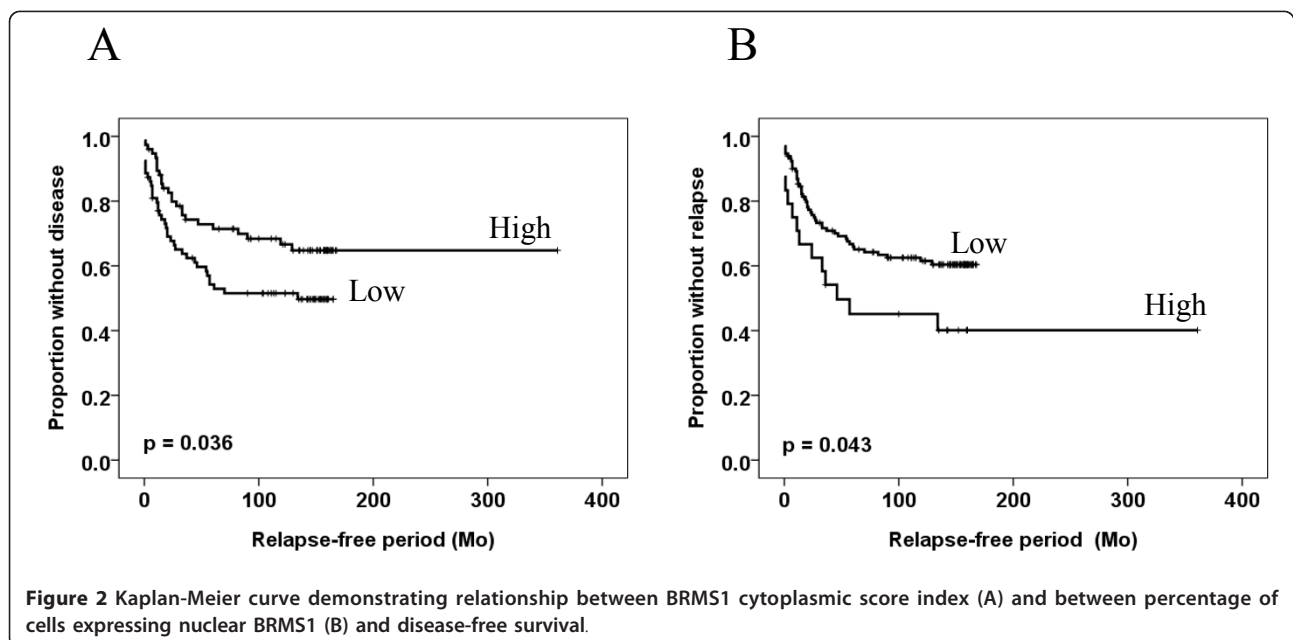 A
B
1.0
0.8
0.6
0.4
0.2
0.0
Proportion without disease
High
Low
p = 0.036
0 100 200 300 400
Relapse-free period (Mo)
1.0
0.8
0.6
0.4
0.2
0.0
Proportion without relapse
Low
High
p = 0.043
0 100 200 300 400
Relapse-free period (Mo)
Figure 2 Kaplan-Meier curve demonstrating relationship between BRMS1 cytoplasmic score index (A) and between percentage of
cells expressing nuclear BRMS1 (B) and disease-free survival.